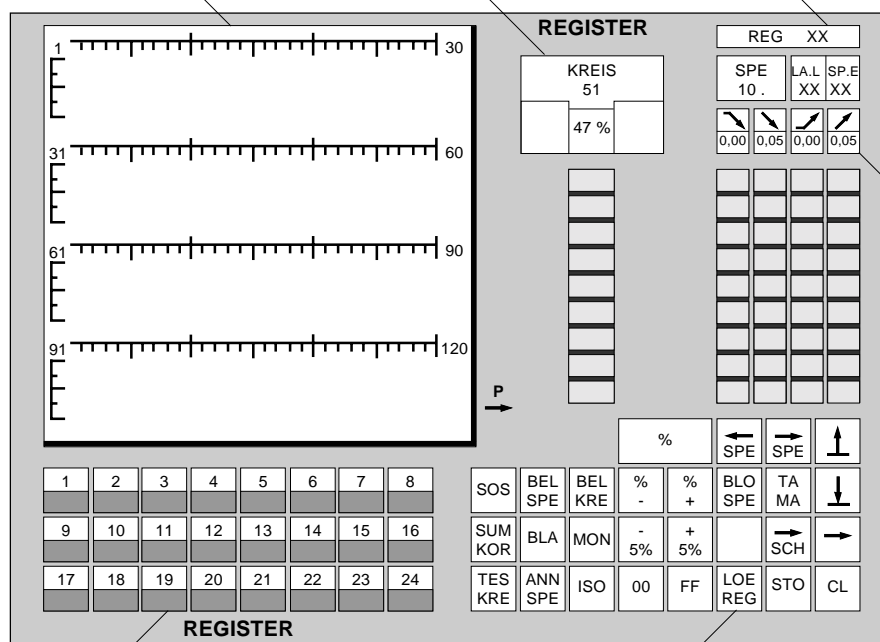 REGISTER
REG XX
1 30
KREIS
51
SPE
10 .
LA.L SP.E
XX XX
47 %
0,00 0,05 0,00 0,05
31 60
61 90
91 120
P
%
SPE SPE
1 2 3 4 5 6 7 8
SOS BEL SPE BEL KRE % - % + BLO SPE TA MA
9 10 11 12 13 14 15 16
SUM KOR BLA MON - 5% + 5% SCH
17 18 19 20 21 22 23 24
TES KRE ANN SPE ISO 00 FF LOE REG STO CL
REGISTER